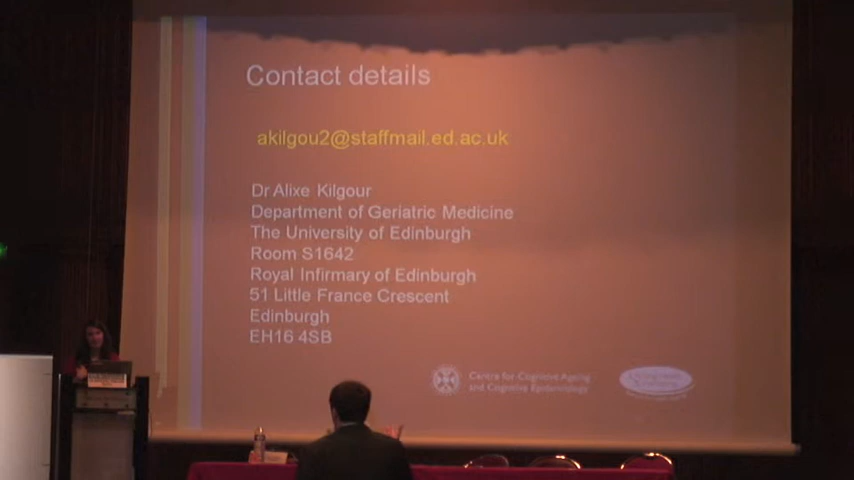 Contact details
akilgou2@staffmail.ed.ac.uk
Dr Alixe Kilgour
Department of Geriatric Medicine
The University of Edinburgh
Room S1642
Royal Infirmary of Edinburgh
51 Little France Crescent
Edinburgh
EH16 4SB
Centre for Cognitive Ageing
and Cognitive Epidemiology